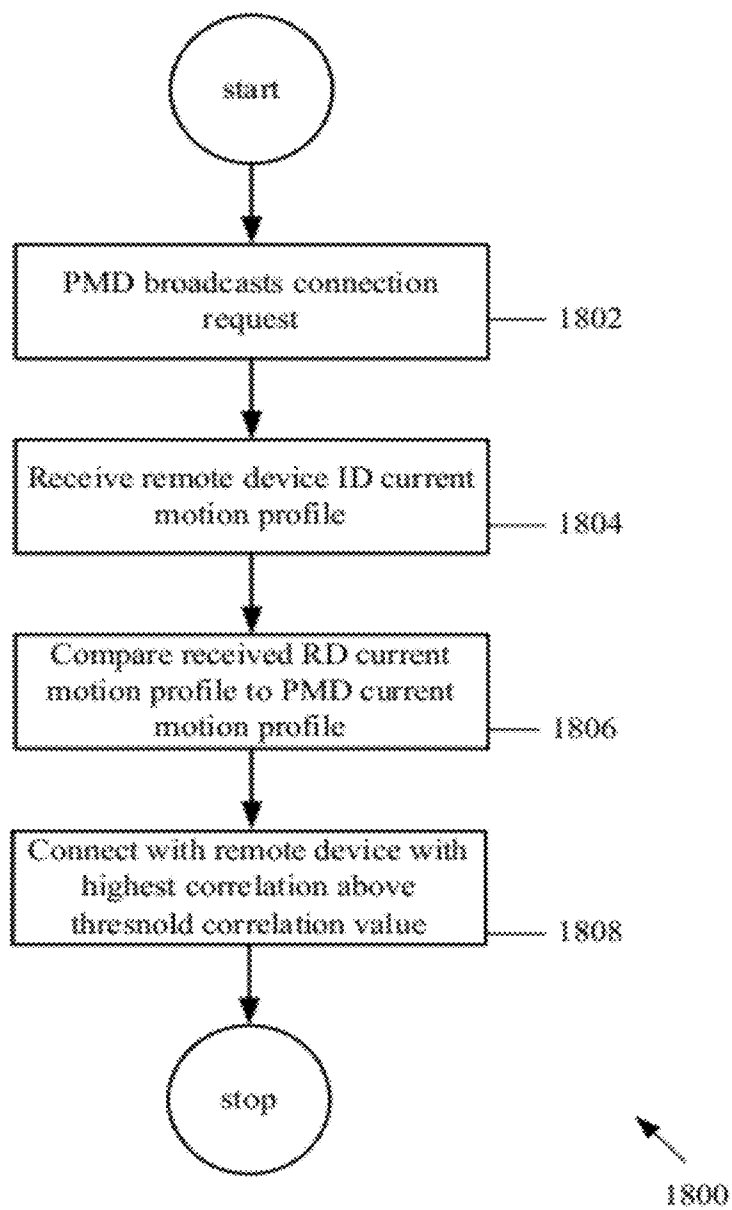 start
PMD broadcasts connection
request
1802
Receive remote device ID current
motion profile
1804
Compare received RD current
motion profile to PMD current
motion profile
1806
Connect with remote device with
highest correlation above
thresnold correlation value
1808
stop
1800